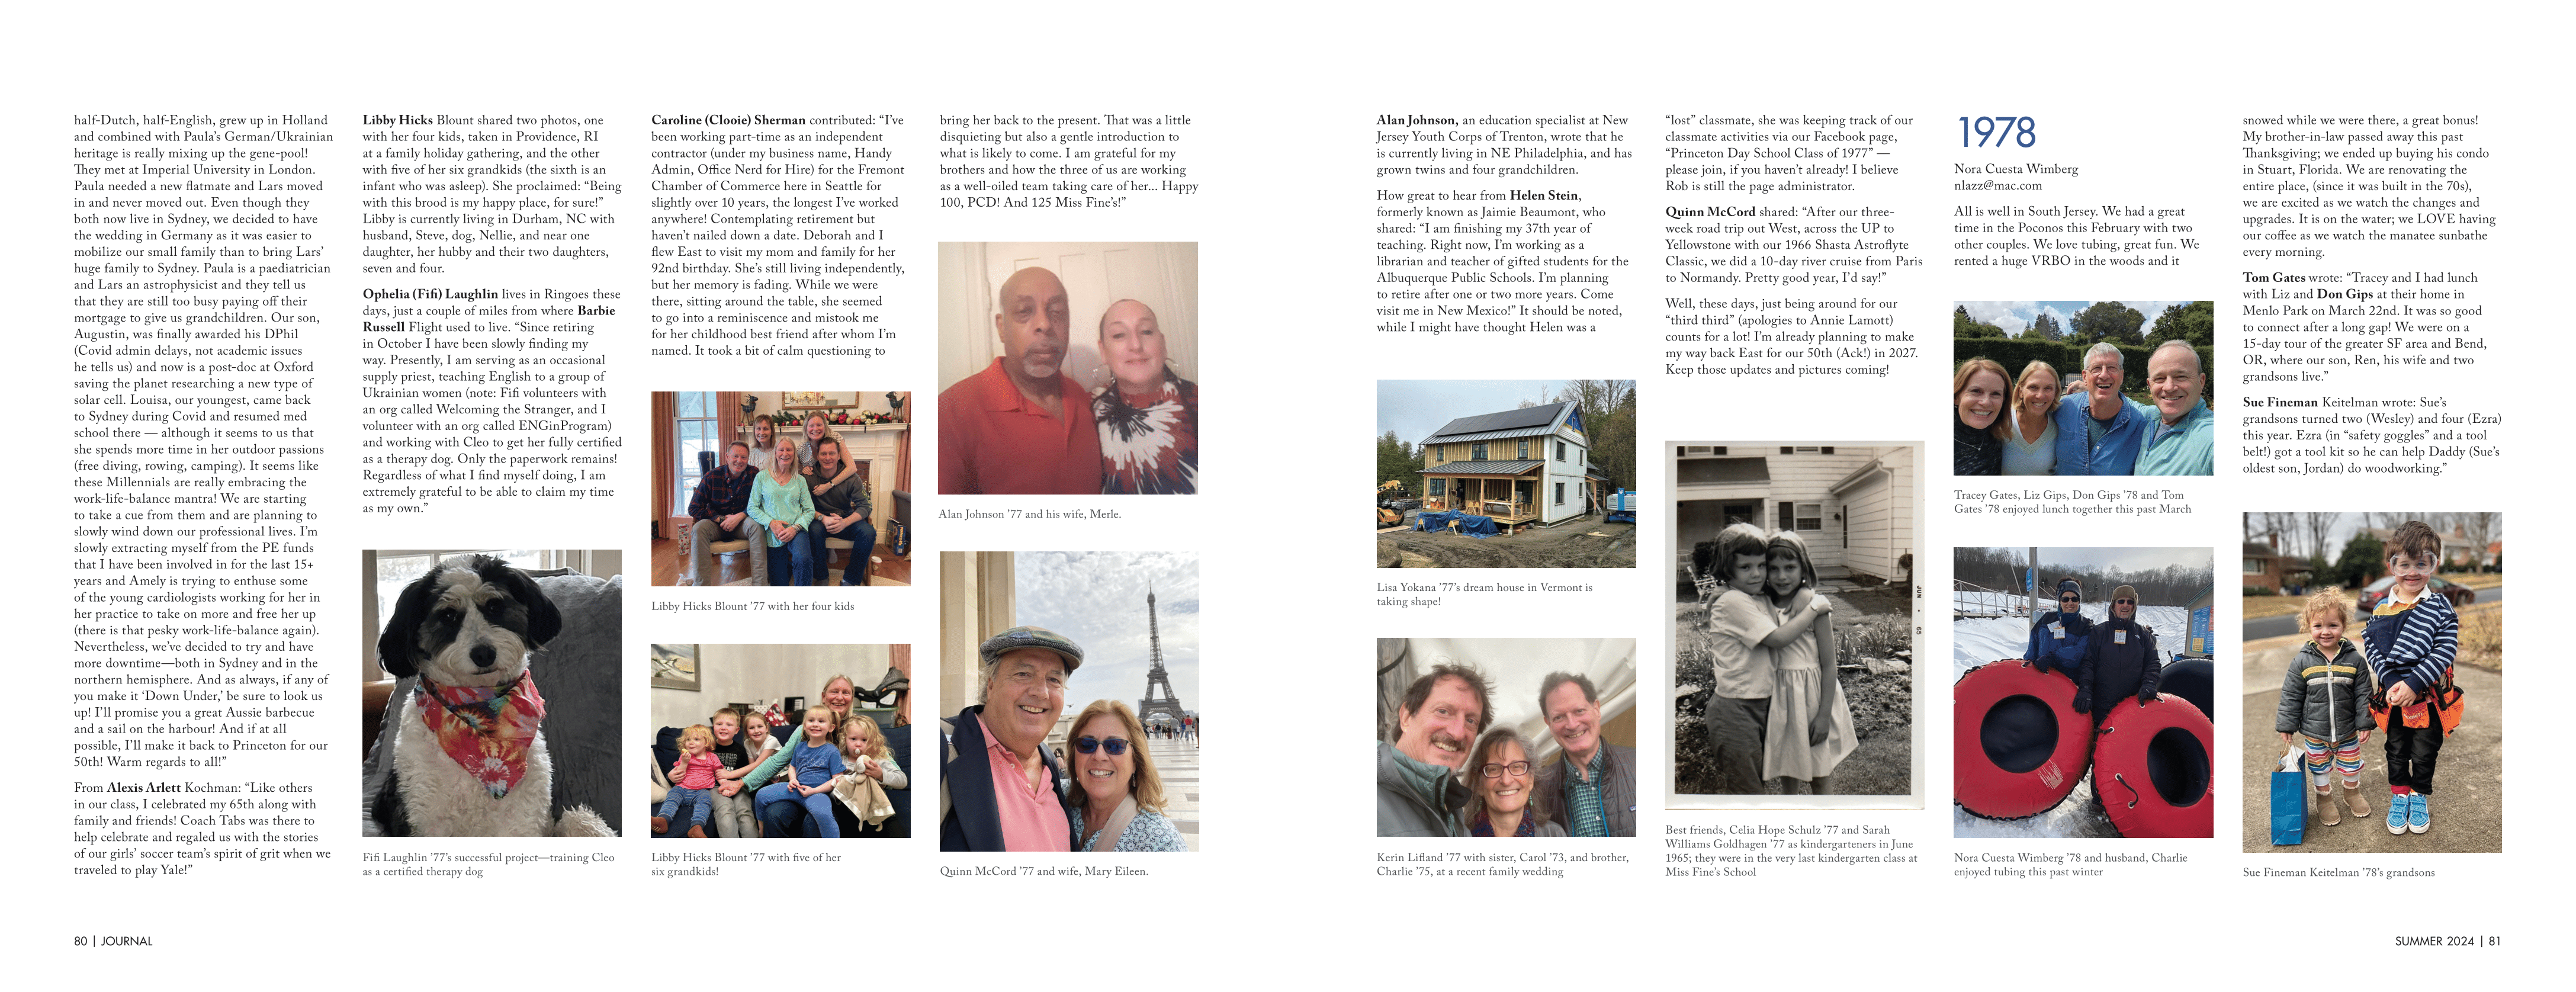 half-Dutch, half-English, grew up in Holland
and combined with Paula's German/Ukrainian
heritage is really mixing up the gene-pool!
They met at Imperial University in London.
Paula needed a new flatmate and Lars moved
in and never moved out. Even though they
both now live in Sydney, we decided to have
the wedding in Germany as it was easier to
mobilize our small family than to bring Lars'
huge family to Sydney. Paula is a paediatrician
and Lars an astrophysicist and they tell us
that they are still too busy paying off their
mortgage to give us grandchildren. Our son,
Augustin, was finally awarded his DPhil
(Covid admin delays, not academic issues
he tells us) and now is a post-doc at Oxford
saving the planet researching a new type of
solar cell. Louisa, our youngest, came back
to Sydney during Covid and resumed med
school there — although it seems to us that
she spends more time in her outdoor passions
(free diving, rowing, camping). It seems like
these Millennials are really embracing the
work-life-balance mantra! We are starting
to take a cue from them and are planning to
slowly wind down our professional lives. I'm
slowly extracting myself from the PE funds
that I have been involved in for the last 15+
years and Amely is trying to enthuse some
of the young cardiologists working for her in
her practice to take on more and free her up
(there is that pesky work-life-balance again).
Nevertheless, we've decided to try and have
more downtime—both in Sydney and in the
northern hemisphere. And as always, if any of
you make it 'Down Under,' be sure to look us
up! I'll promise you a great Aussie barbecue
and a sail on the harbour! And if at all
possible, I'll make it back to Princeton for our
50th! Warm regards to all!”
From Alexis Arlett Kochman: “Like others
in our class, I celebrated my 65th along with
family and friends! Coach Tabs was there to
help celebrate and regaled us with the stories
of our girls' soccer team's spirit of grit when we
traveled to play Yale!”
Libby Hicks Blount shared two photos, one
with her four kids, taken in Providence, RI
at a family holiday gathering, and the other
with five of her six grandkids (the sixth is an
infant who was asleep). She proclaimed: “Being
with this brood is my happy place, for sure!”
Libby is currently living in Durham, NC with
husband, Steve, dog, Nellie, and near one
daughter, her hubby and their two daughters,
seven and four.
Ophelia (Fifi) Laughlin lives in Ringoes these
days, just a couple of miles from where Barbie
Russell Flight used to live. “Since retiring
in October I have been slowly finding my
way. Presently, I am serving as an occasional
supply priest, teaching English to a group of
Ukrainian women (note: Fifi volunteers with
an org called Welcoming the Stranger, and I
volunteer with an org called ENGinProgram)
and working with Cleo to get her fully certified
as a therapy dog. Only the paperwork remains!
Regardless of what I find myself doing, I am
extremely grateful to be able to claim my time
as my own.”
Fifi Laughlin '77's successful project—training Cleo
as a certified therapy dog
Caroline (Clooie) Sherman contributed: “I've
been working part-time as an independent
contractor (under my business name, Handy
Admin, Office Nerd for Hire) for the Fremont
Chamber of Commerce here in Seattle for
slightly over 10 years, the longest I've worked
anywhere! Contemplating retirement but
haven't nailed down a date. Deborah and I
flew East to visit my mom and family for her
92nd birthday. She's still living independently,
but her memory is fading. While we were
there, sitting around the table, she seemed
to go into a reminiscence and mistook me
for her childhood best friend after whom I'm
named. It took a bit of calm questioning to
Libby Hicks Blount '77 with her four kids
Libby Hicks Blount '77 with five of her
six grandkids!
bring her back to the present. That was a little
disquieting but also a gentle introduction to
what is likely to come. I am grateful for my
brothers and how the three of us are working
as a well-oiled team taking care of her... Happy
100, PCD! And 125 Miss Fine's!”
Alan Johnson '77 and his wife, Merle.
Quinn McCord '77 and wife, Mary Eileen.
80 | JOURNAL
Alan Johnson, an education specialist at New
Jersey Youth Corps of Trenton, wrote that he
is currently living in NE Philadelphia, and has
grown twins and four grandchildren.
How great to hear from Helen Stein,
formerly known as Jaimie Beaumont, who
shared: “I am finishing my 37th year of
teaching. Right now, I'm working as a
librarian and teacher of gifted students for the
Albuquerque Public Schools. I'm planning
to retire after one or two more years. Come
visit me in New Mexico!” It should be noted,
while I might have thought Helen was a
Lisa Yokana '77's dream house in Vermont is
taking shape!
Kerin Lifland '77 with sister, Carol '73, and brother,
Charlie '75, at a recent family wedding
“lost” classmate, she was keeping track of our
classmate activities via our Facebook page,
“Princeton Day School Class of 1977” —
please join, if you haven't already! I believe
Rob is still the page administrator.
Quinn McCord shared: “After our three-
week road trip out West, across the UP to
Yellowstone with our 1966 Shasta Astroflyte
Classic, we did a 10-day river cruise from Paris
to Normandy. Pretty good year, I'd say!”
Well, these days, just being around for our
“third third” (apologies to Annie Lamott)
counts for a lot! I'm already planning to make
my way back East for our 50th (Ack!) in 2027.
Keep those updates and pictures coming!
JUN • 65
Best friends, Celia Hope Schulz '77 and Sarah
Williams Goldhagen '77 as kindergarteners in June
1965; they were in the very last kindergarten class at
Miss Fine's School
1978
Nora Cuesta Wimberg
nlazz@mac.com
All is well in South Jersey. We had a great
time in the Poconos this February with two
other couples. We love tubing, great fun. We
rented a huge VRBO in the woods and it
Tracey Gates, Liz Gips, Don Gips '78 and Tom
Gates '78 enjoyed lunch together this past March
Nora Cuesta Wimberg '78 and husband, Charlie
enjoyed tubing this past winter
snowed while we were there, a great bonus!
My brother-in-law passed away this past
Thanksgiving; we ended up buying his condo
in Stuart, Florida. We are renovating the
entire place, (since it was built in the 70s),
we are excited as we watch the changes and
upgrades. It is on the water; we LOVE having
our coffee as we watch the manatee sunbathe
every morning.
Tom Gates wrote: “Tracey and I had lunch
with Liz and Don Gips at their home in
Menlo Park on March 22nd. It was so good
to connect after a long gap! We were on a
15-day tour of the greater SF area and Bend,
OR, where our son, Ren, his wife and two
grandsons live.”
Sue Fineman Keitelman wrote: Sue's
grandsons turned two (Wesley) and four (Ezra)
this year. Ezra (in “safety goggles” and a tool
belt!) got a tool kit so he can help Daddy (Sue's
oldest son, Jordan) do woodworking.”
Sue Fineman Keitelman '78's grandsons
SUMMER 2024 | 81